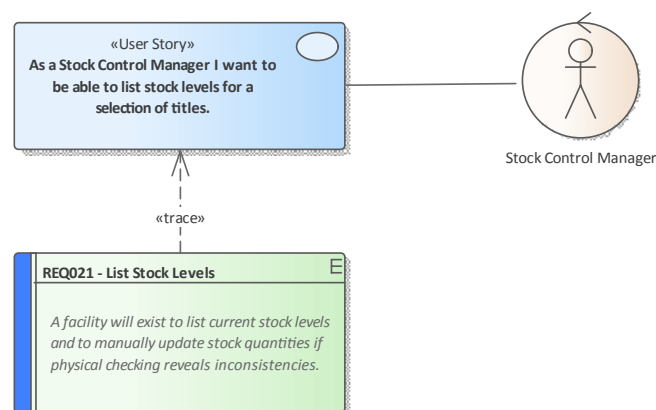 «User Story»
As a Stock Control Manager I want to
be able to list stock levels for a
selection of titles.
Stock Control Manager
«trace»
REQ021 - List Stock Levels
E
A facility will exist to list current stock levels
and to manually update stock quantities if
physical checking reveals inconsistencies.